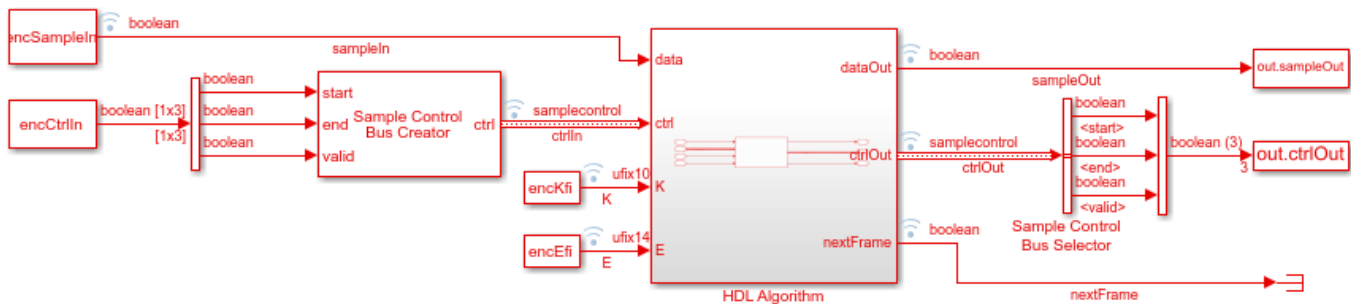 encSampleIn
boolean
sampleIn
encCtrlIn
boolean [1x3]
[1x3]
boolean
boolean
boolean
start
end
valid
Sample Control
Bus Creator
ctrl
samplecontrol
ctrlIn
encKfi
ufix10
K
encEfi
ufix14
E
data
ctrl
K
E
dataOut
ctrlOut
nextFrame
HDL Algorithm
boolean
sampleOut
out.sampleOut
samplecontrol
ctrlOut
boolean
<start>
boolean
<end>
boolean
<valid>
Sample Control
Bus Selector
boolean (3)
3
out.ctrlOut
boolean
nextFrame